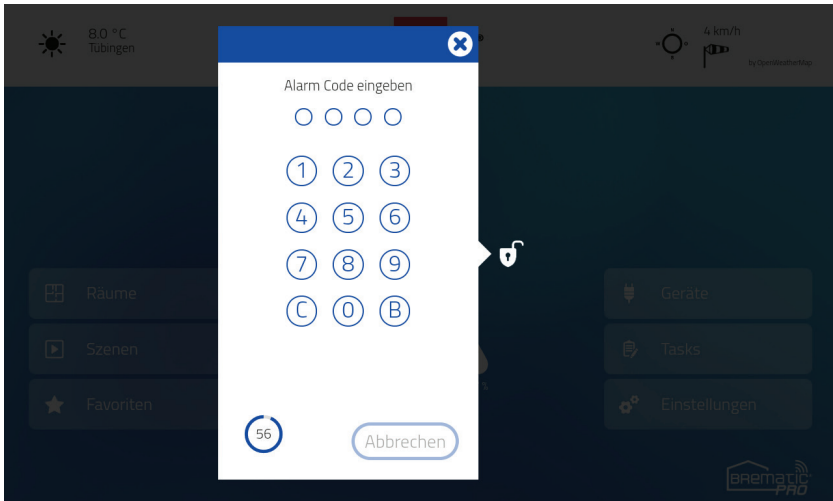 8.0 °C
Tübingen
4 km/h
by OpenWeatherMap
Alarm Code eingeben
1 2 3
4 5 6
7 8 9
C 0 B
Räume
Geräte
Szenen
Tasks
Favoriten
Einstellungen
56
Abbrechen
BREMATIC
PRO